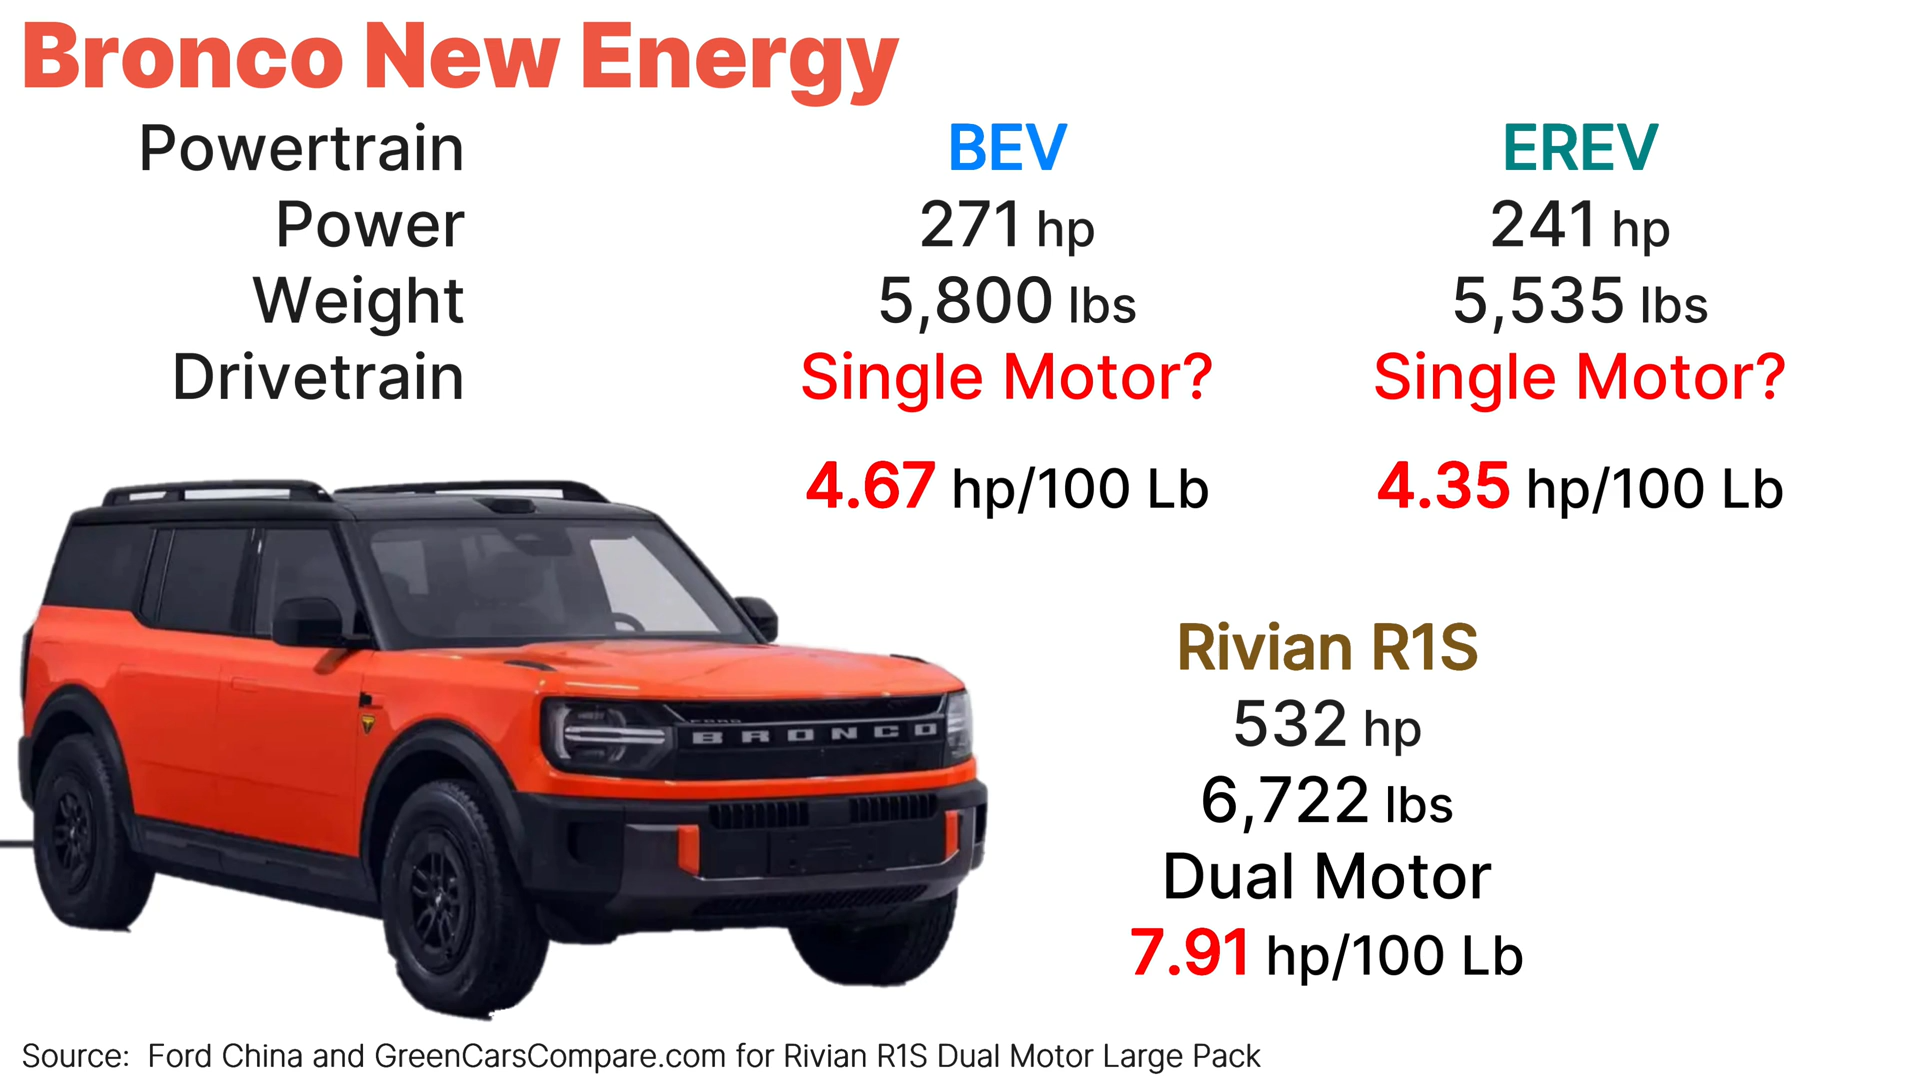 Bronco New Energy
Powertrain BEV EREV
Power 271 hp 241 hp
Weight 5,800 lbs 5,535 lbs
Drivetrain Single Motor? Single Motor?
4.67 hp/100 Lb 4.35 hp/100 Lb
Rivian R1S
532 hp
6,722 lbs
Dual Motor
7.91 hp/100 Lb
FORD
BRONCO
Source: Ford China and GreenCarsCompare.com for Rivian R1S Dual Motor Large Pack